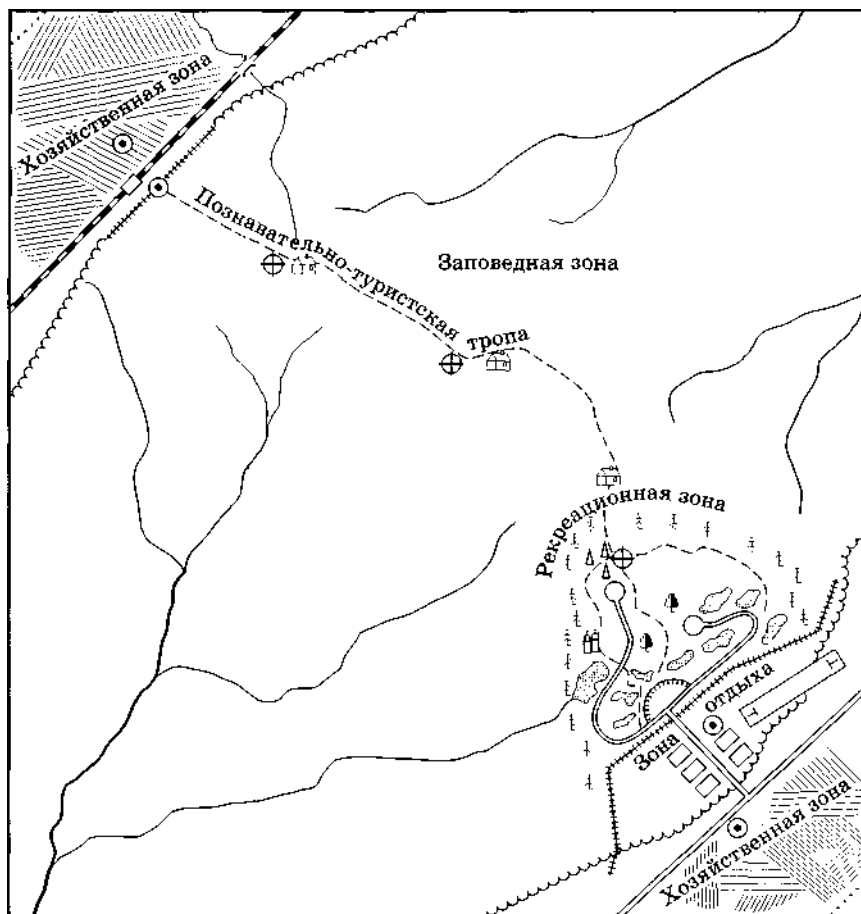 Хозяйственная зона
Познавательно-туристская тропа
Заповедная зона
Рекреационная зона
Зона отдыха
Хозяйственная зона